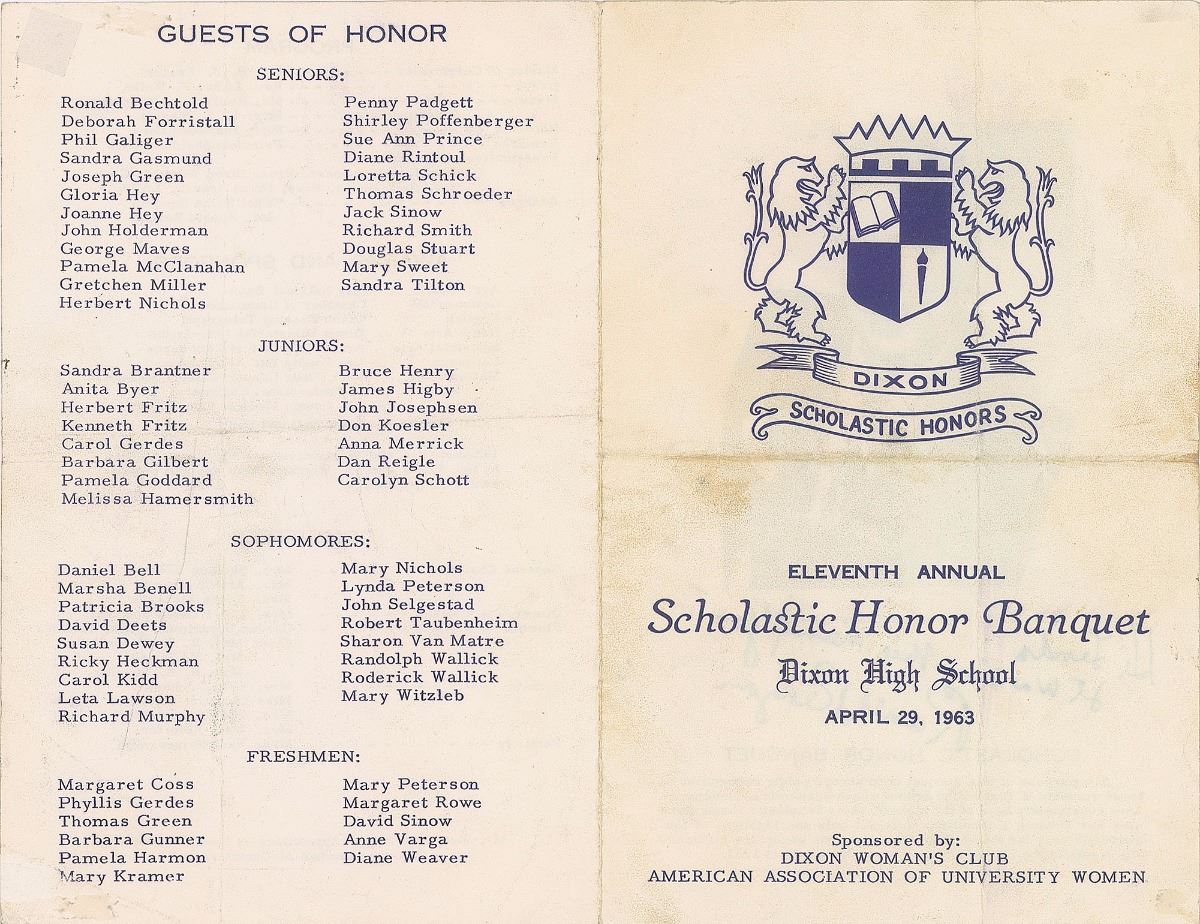 GUESTS OF HONOR
SENIORS:
Ronald Bechtold
Deborah Forristall
Phil Galiger
Sandra Gasmund
Joseph Green
Gloria Hey
Joanne Hey
John Holderman
George Maves
Pamela McClanahan
Gretchen Miller
Herbert Nichols
Penny Padgett
Shirley Poffenberger
Sue Ann Prince
Diane Rintoul
Loretta Schick
Thomas Schroeder
Jack Sinow
Richard Smith
Douglas Stuart
Mary Sweet
Sandra Tilton
JUNIORS:
Sandra Brantner
Anita Byer
Herbert Fritz
Kenneth Fritz
Carol Gerdes
Barbara Gilbert
Pamela Goddard
Melissa Hamersmith
Bruce Henry
James Higby
John Josephsen
Don Koesler
Anna Merrick
Dan Reigle
Carolyn Schott
SOPHOMORES:
Daniel Bell
Marsha Benell
Patricia Brooks
David Deets
Susan Dewey
Ricky Heckman
Carol Kidd
Leta Lawson
Richard Murphy
Mary Nichols
Lynda Peterson
John Selgestad
Robert Taubenheim
Sharon Van Matre
Randolph Wallick
Roderick Wallick
Mary Witzleb
FRESHMEN:
Margaret Coss
Phyllis Gerdes
Thomas Green
Barbara Gunner
Pamela Harmon
Mary Kramer
Mary Peterson
Margaret Rowe
David Sinow
Anne Varga
Diane Weaver
DIXON
SCHOLASTIC HONORS
ELEVENTH ANNUAL
Scholastic Honor Banquet
Dixon High School
APRIL 29, 1963
Sponsored by:
DIXON WOMAN'S CLUB
AMERICAN ASSOCIATION OF UNIVERSITY WOMEN